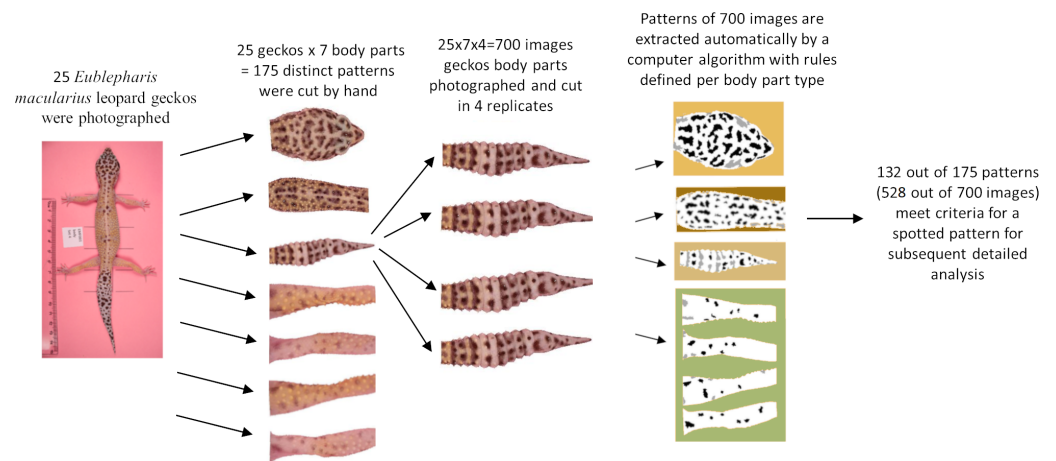 25 Eublepharis
macularius leopard geckos
were photographed
25 geckos x 7 body parts
= 175 distinct patterns
were cut by hand
25x7x4=700 images
geckos body parts
photographed and cut
in 4 replicates
Patterns of 700 images are
extracted automatically by a
computer algorithm with rules
defined per body part type
132 out of 175 patterns
(528 out of 700 images)
meet criteria for a
spotted pattern for
subsequent detailed
analysis